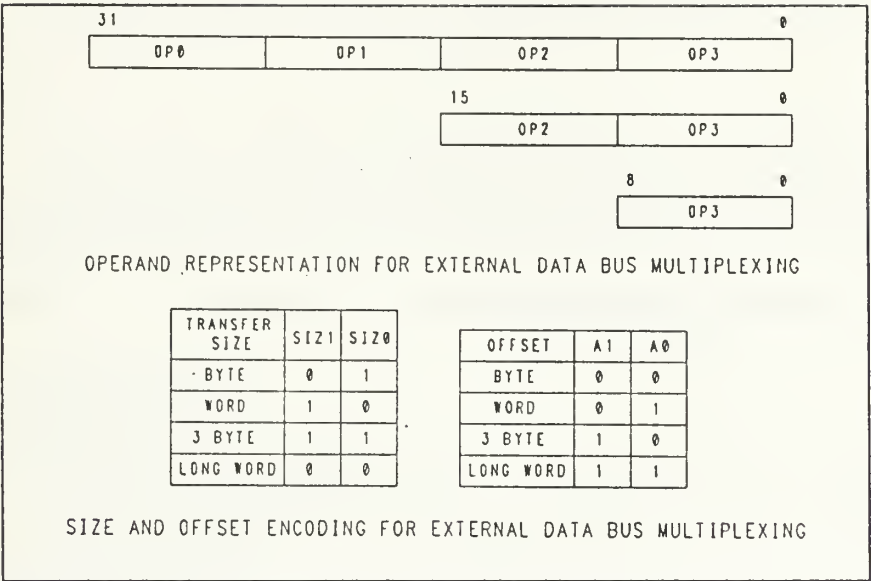 31 0
OP0 OP1 OP2 OP3
15 0
OP2 OP3
8 0
OP3
OPERAND REPRESENTATION FOR EXTERNAL DATA BUS MULTIPLEXING
TRANSFER SIZE SIZ1 SIZ0
BYTE 0 1
WORD 1 0
3 BYTE 1 1
LONG WORD 0 0
OFFSET A1 A0
BYTE 0 0
WORD 0 1
3 BYTE 1 0
LONG WORD 1 1
SIZE AND OFFSET ENCODING FOR EXTERNAL DATA BUS MULTIPLEXING